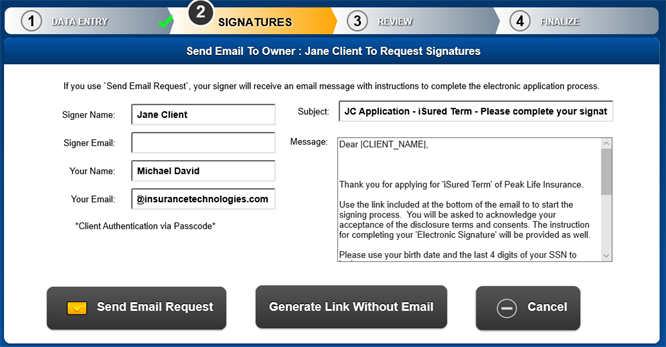 1 DATA ENTRY 2 SIGNATURES 3 REVIEW 4 FINALIZE
Send Email To Owner : Jane Client To Request Signatures
If you use `Send Email Request`, your signer will receive an email message with instructions to complete the electronic application process.
Signer Name: Jane Client
Signer Email:
Your Name: Michael David
Your Email: @insurancetechnologies.com
*Client Authentication via Passcode*
Subject: JC Application - iSured Term - Please complete your signat
Message: Dear |CLIENT_NAME|,
Thank you for applying for 'iSured Term' of Peak Life Insurance.
Use the link included at the bottom of the email to to start the
signing process. You will be asked to acknowledge your
acceptance of the disclosure terms and consents. The instruction
for completing your 'Electronic Signature' will be provided as well.
Please use your birth date and the last 4 digits of your SSN to
Send Email Request
Generate Link Without Email
Cancel